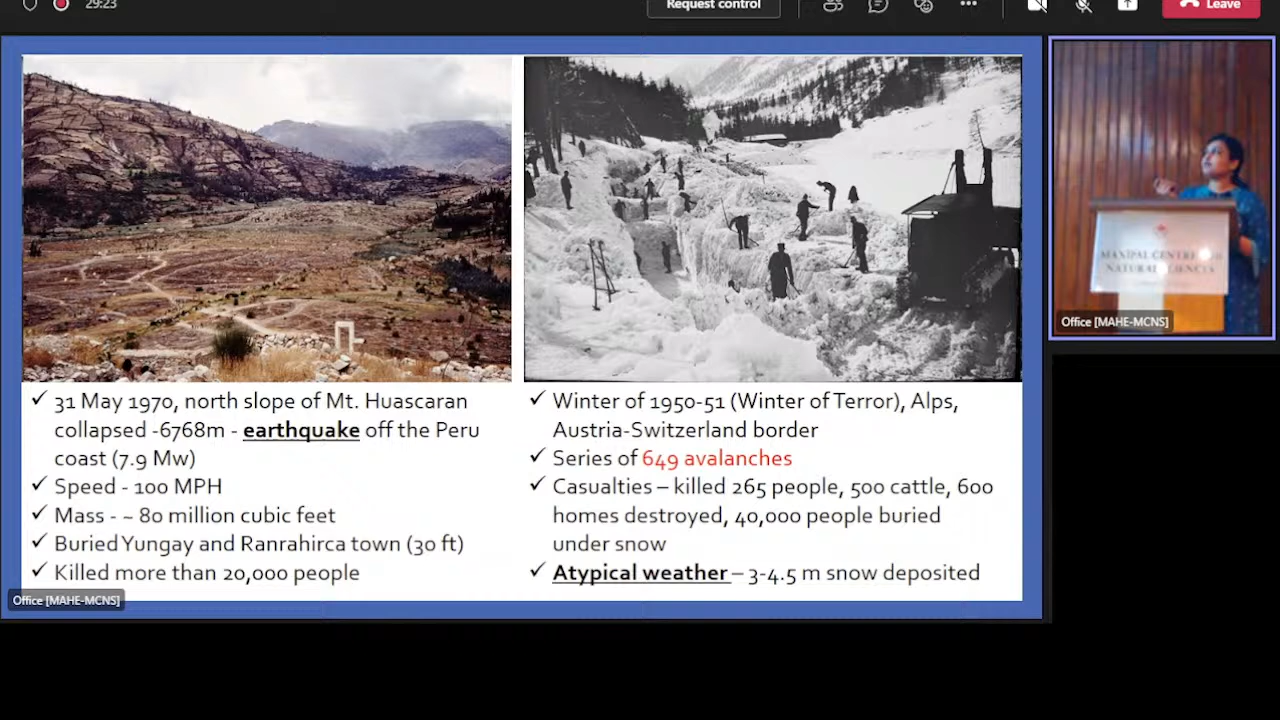 29:23
Request control
Leave
✓ 31 May 1970, north slope of Mt. Huascaran
collapsed -6768m - earthquake off the Peru
coast (7.9 Mw)
✓ Speed - 100 MPH
✓ Mass - ~ 80 million cubic feet
✓ Buried Yungay and Ranrahirca town (30 ft)
✓ Killed more than 20,000 people
✓ Winter of 1950-51 (Winter of Terror), Alps,
Austria-Switzerland border
✓ Series of 649 avalanches
✓ Casualties – killed 265 people, 500 cattle, 600
homes destroyed, 40,000 people buried
under snow
✓ Atypical weather – 3-4.5 m snow deposited
Office [MAHE-MCNS]
MANIPAL CENTRE FOR
NATURAL SCIENCES
Office [MAHE-MCNS]